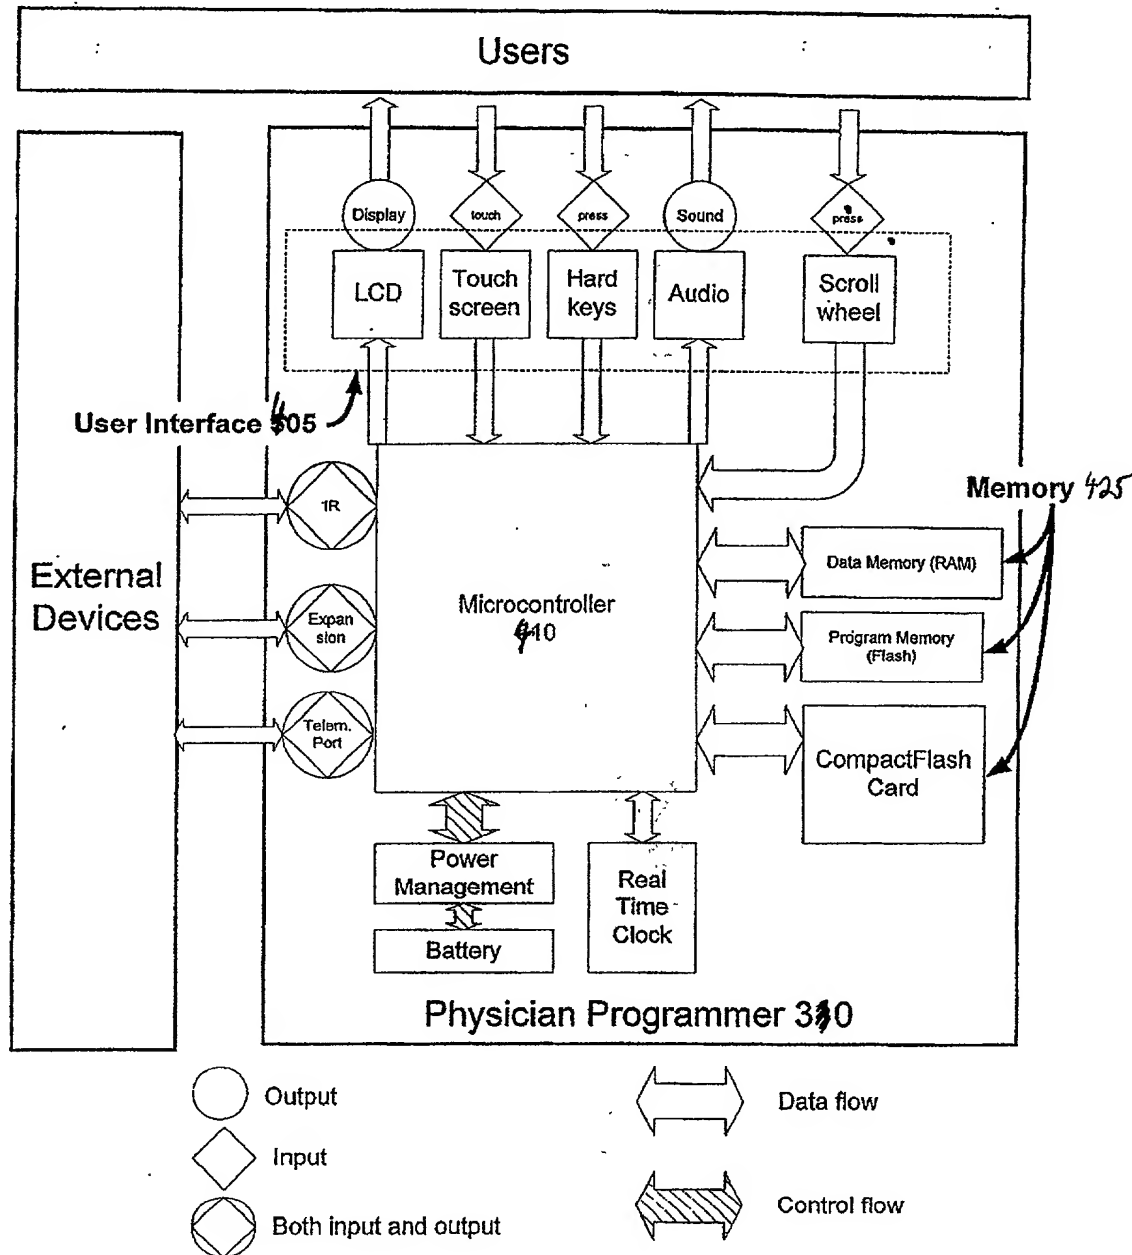 Users
Display
touch
press
Sound
press
LCD
Touch
screen
Hard
keys
Audio
Scroll
wheel
User Interface 405
IR
Memory 425
External
Devices
Expan
sion
Microcontroller
410
Data Memory (RAM)
Program Memory
(Flash)
Telem.
Port
CompactFlash
Card
Power
Management
Battery
Real
Time
Clock
Physician Programmer
Output
Data flow
Input
Control flow
Both input and output